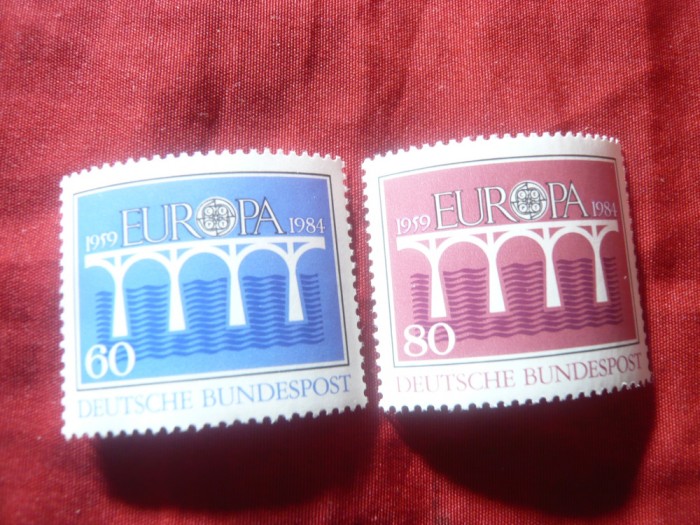 1959 EUROPA 1984
60
DEUTSCHE BUNDESPOST
1959 EUROPA 1984
80
DEUTSCHE BUNDESPOST